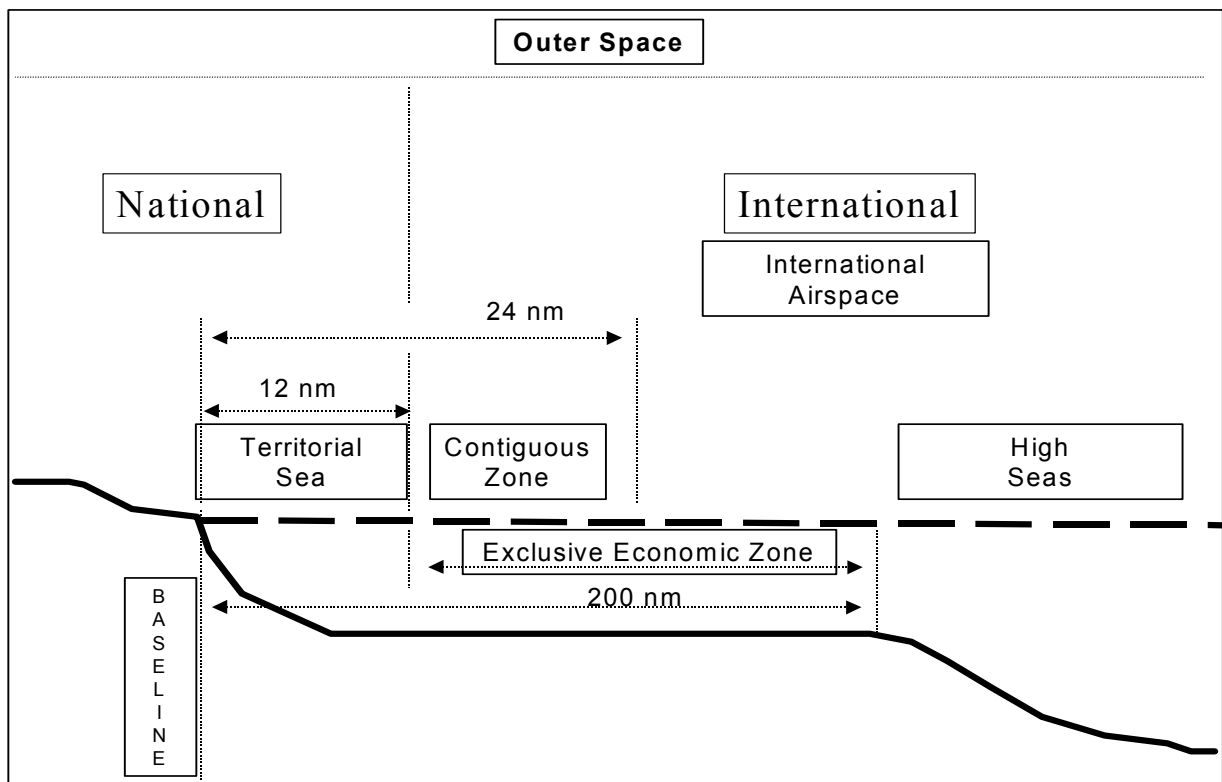 Outer Space
National
International
International
Airspace
24 nm
12 nm
Territorial
Sea
Contiguous
Zone
High
Seas
Exclusive Economic Zone
200 nm
B
A
S
E
L
I
N
E